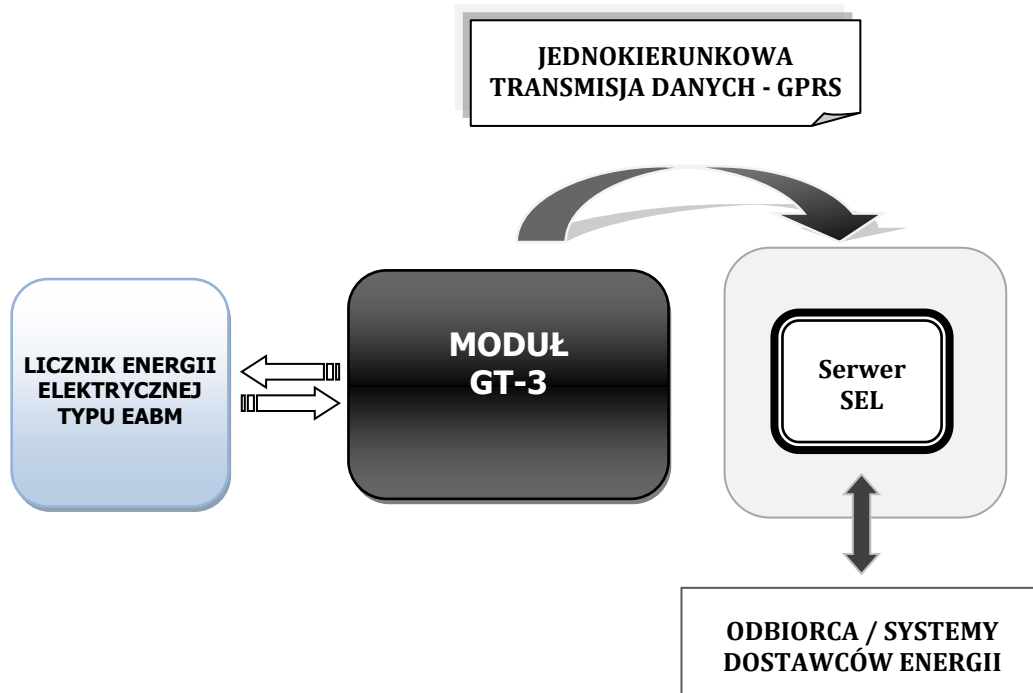 JEDNOKIERUNKOWA
TRANSMISJA DANYCH - GPRS
LICZNIK ENERGII
ELEKTRYCZNEJ
TYPU EABM
MODUŁ
GT-3
Serwer
SEL
ODBIORCA / SYSTEMY
DOSTAWCÓW ENERGII